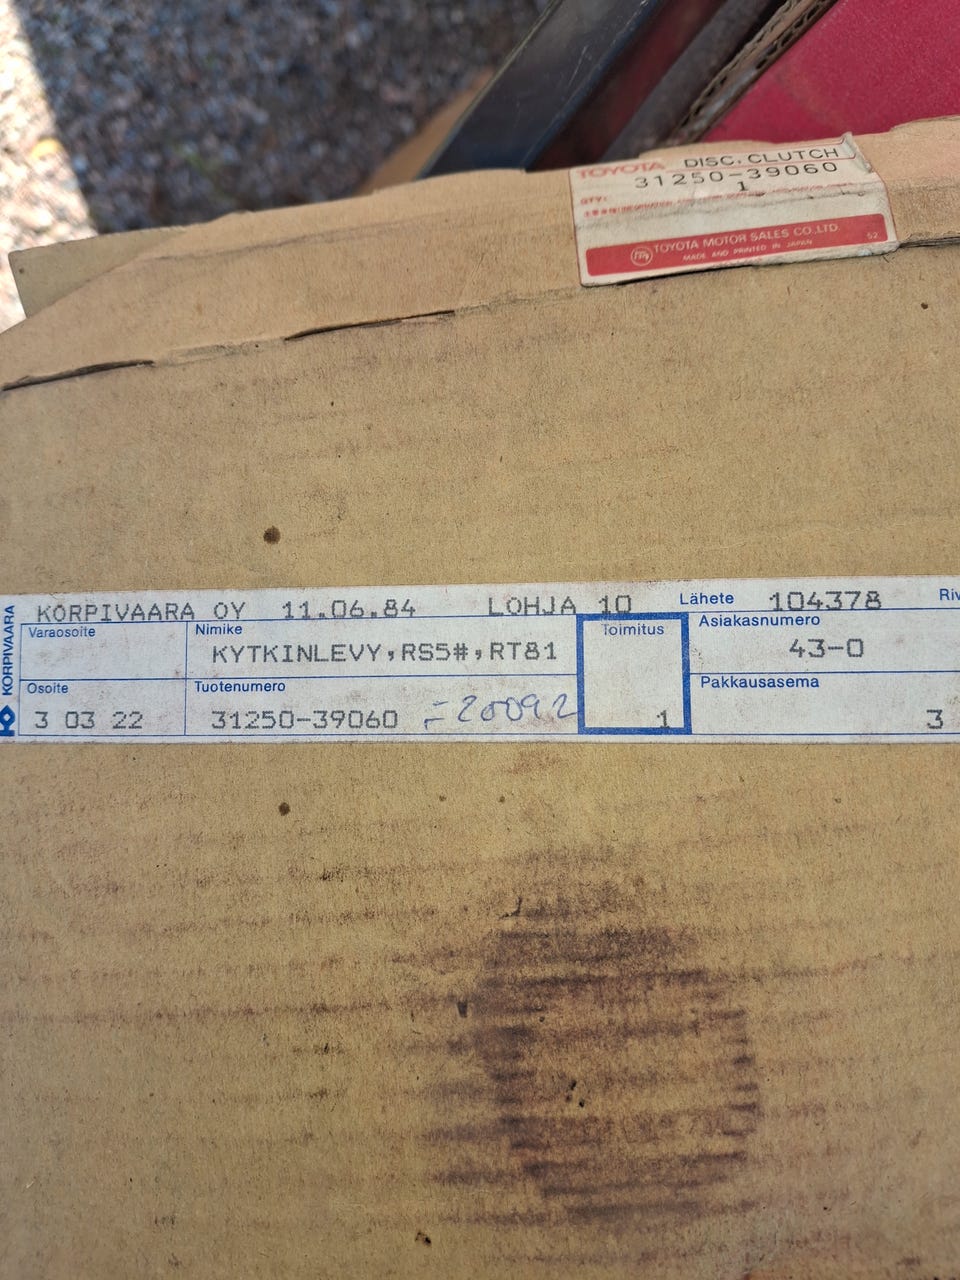 TOYOTA DISC, CLUTCH
31250-39060
QTY: 1
TOYOTA MOTOR SALES CO.,LTD. 52.
MADE AND PRINTED IN JAPAN
KORPIVAARA
KORPIVAARA OY 11.06.84 LOHJA 10 Lähete 104378 Riv
Varaosoite Nimike Toimitus Asiakasnumero
KYTKINLEVY,RS5#,RT81 43-0
Osoite Tuotenumero Pakkausasema
3 03 22 31250-39060 =20092 1 3